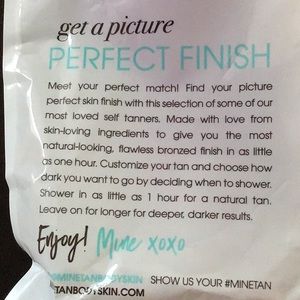 get a picture
PERFECT FINISH
Meet your perfect match! Find your picture
perfect skin finish with this selection of some of our
most loved self tanners. Made with love from
skin-loving ingredients to give you the most
natural-looking, flawless bronzed finish in as little
as one hour. Customize your tan and choose how
dark you want to go by deciding when to shower.
Shower in as little as 1 hour for a natural tan.
Leave on for longer for deeper, darker results.
Enjoy! Mine xoxo
@MINETANBODYSKIN SHOW US YOUR #MINETAN
ETANBODYSKIN.COM